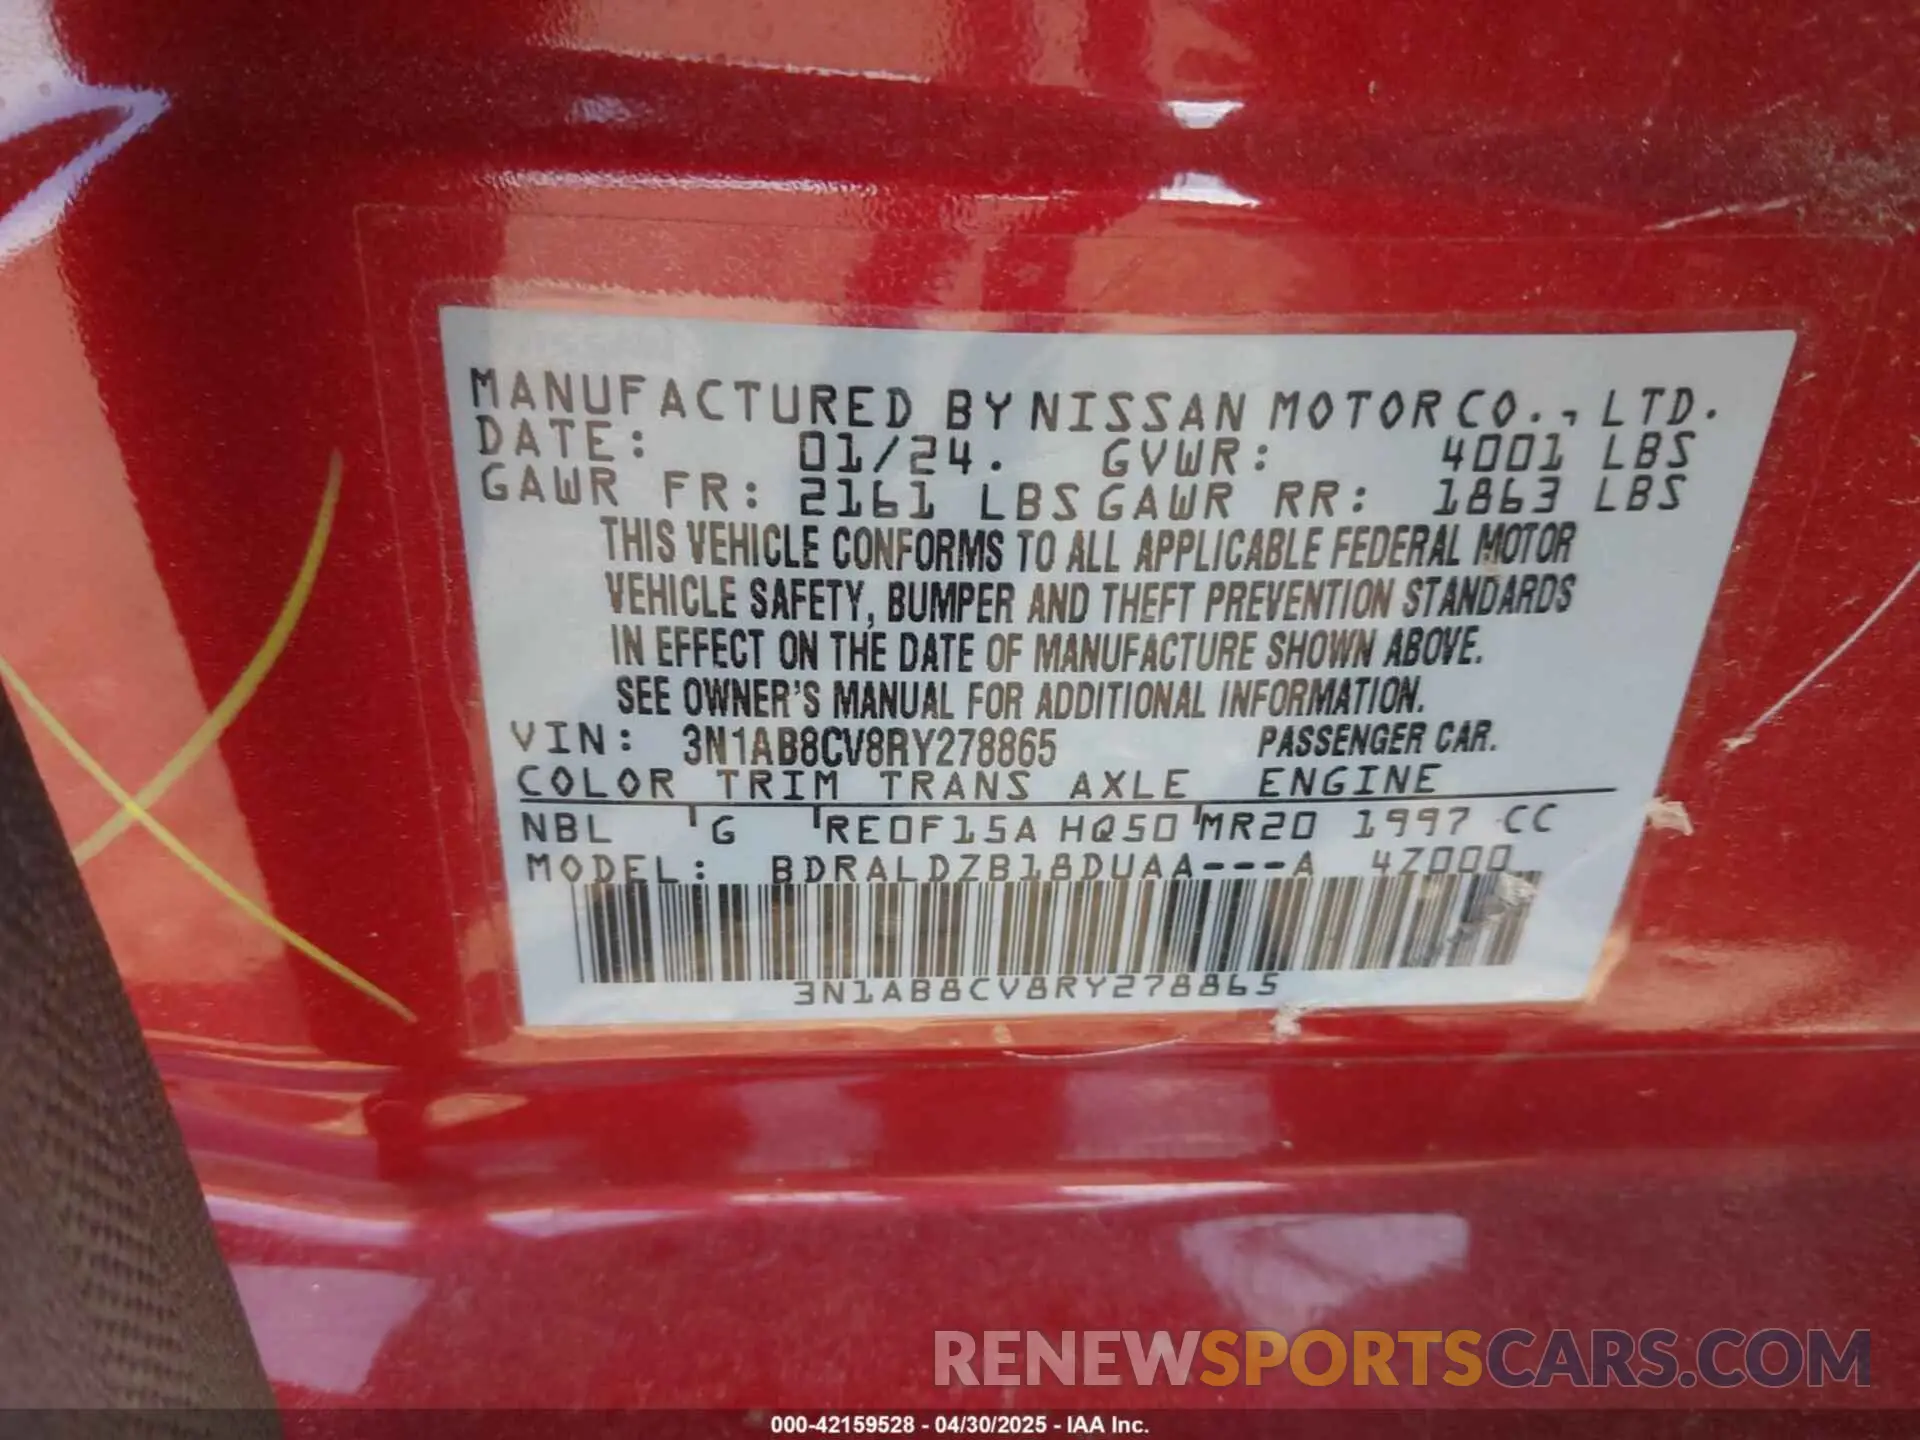 MANUFACTURED BY NISSAN MOTOR CO., LTD.
DATE: 01/24. GVWR: 4001 LBS
GAWR FR: 2161 LBS GAWR RR: 1863 LBS
THIS VEHICLE CONFORMS TO ALL APPLICABLE FEDERAL MOTOR
VEHICLE SAFETY, BUMPER AND THEFT PREVENTION STANDARDS
IN EFFECT ON THE DATE OF MANUFACTURE SHOWN ABOVE.
SEE OWNER'S MANUAL FOR ADDITIONAL INFORMATION.
VIN: 3N1AB8CV8RY278865 PASSENGER CAR.
COLOR TRIM TRANS AXLE ENGINE
NBL G RE0F15A HQ50 MR20 1997 CC
MODEL: BDRALDZB18DUAA---A 4Z000
3N1AB8CV8RY278865
RENEWSPORTSCARS.COM
000-42159528 - 04/30/2025 - IAA Inc.